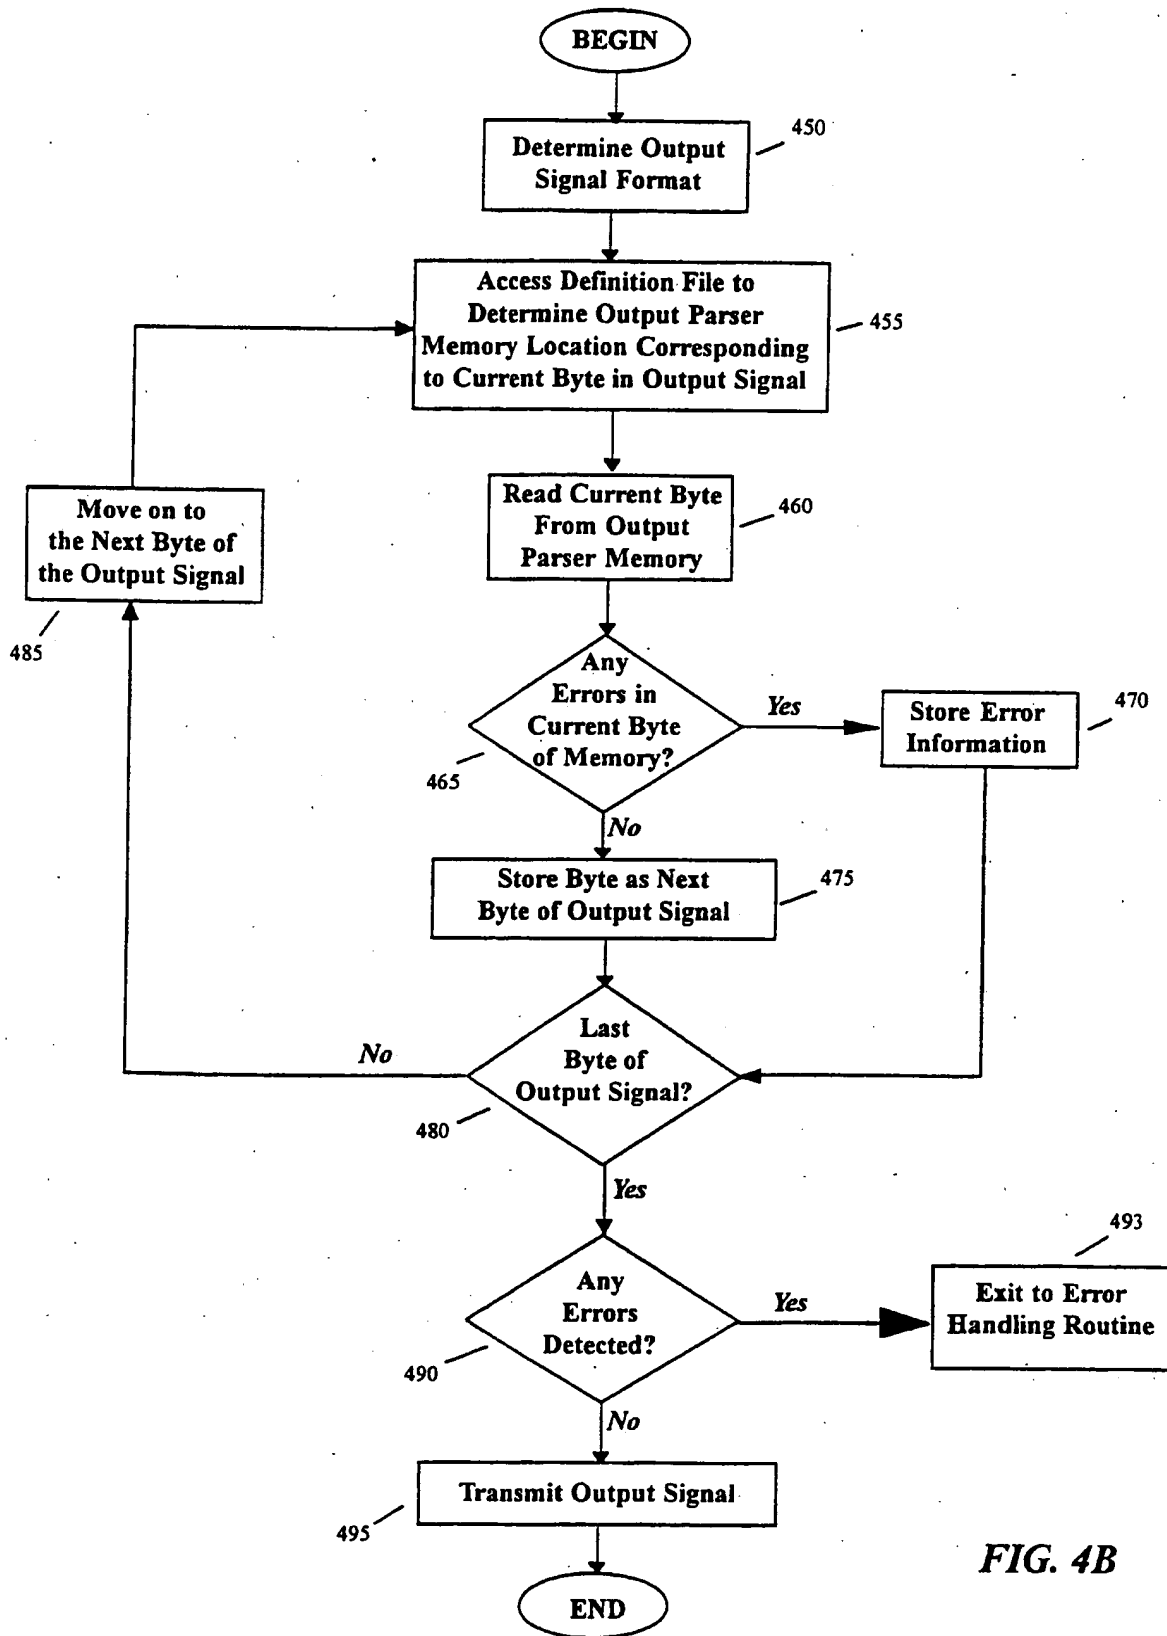 BEGIN
450
Determine Output
Signal Format
Access Definition File to
Determine Output Parser
Memory Location Corresponding
to Current Byte in Output Signal
455
Move on to
the Next Byte of
the Output Signal
485
Read Current Byte
From Output
Parser Memory
460
Any
Errors in
Current Byte
of Memory?
465
Yes
Store Error
Information
470
No
Store Byte as Next
Byte of Output Signal
475
Last
Byte of
Output Signal?
480
No
Yes
Any
Errors
Detected?
490
Yes
493
Exit to Error
Handling Routine
No
Transmit Output Signal
495
END
FIG. 4B